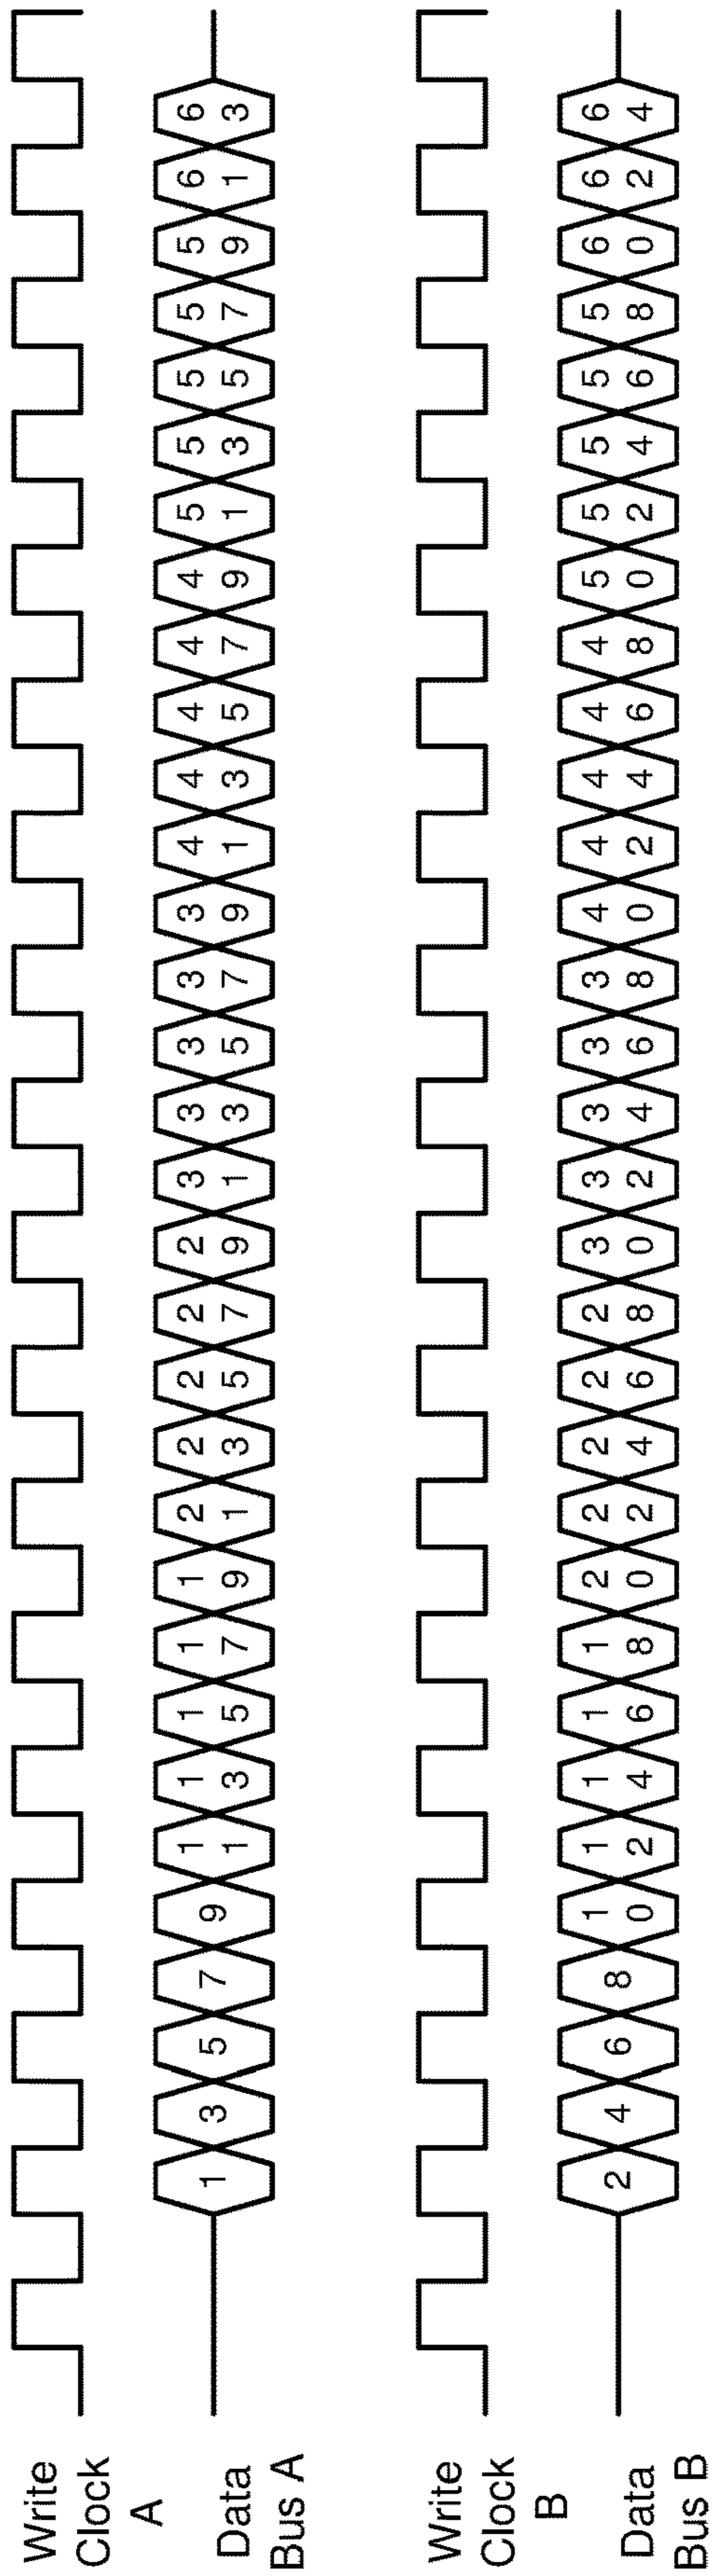 Write
Clock
A
Data
Bus A
1 3 5 7 9 11 13 15 17 19 21 23 25 27 29 31 33 35 37 39 41 43 45 47 49 51 53 55 57 59 61 63
Write
Clock
B
Data
Bus B
2 4 6 8 10 12 14 16 18 20 22 24 26 28 30 32 34 36 38 40 42 44 46 48 50 52 54 56 58 60 62 64